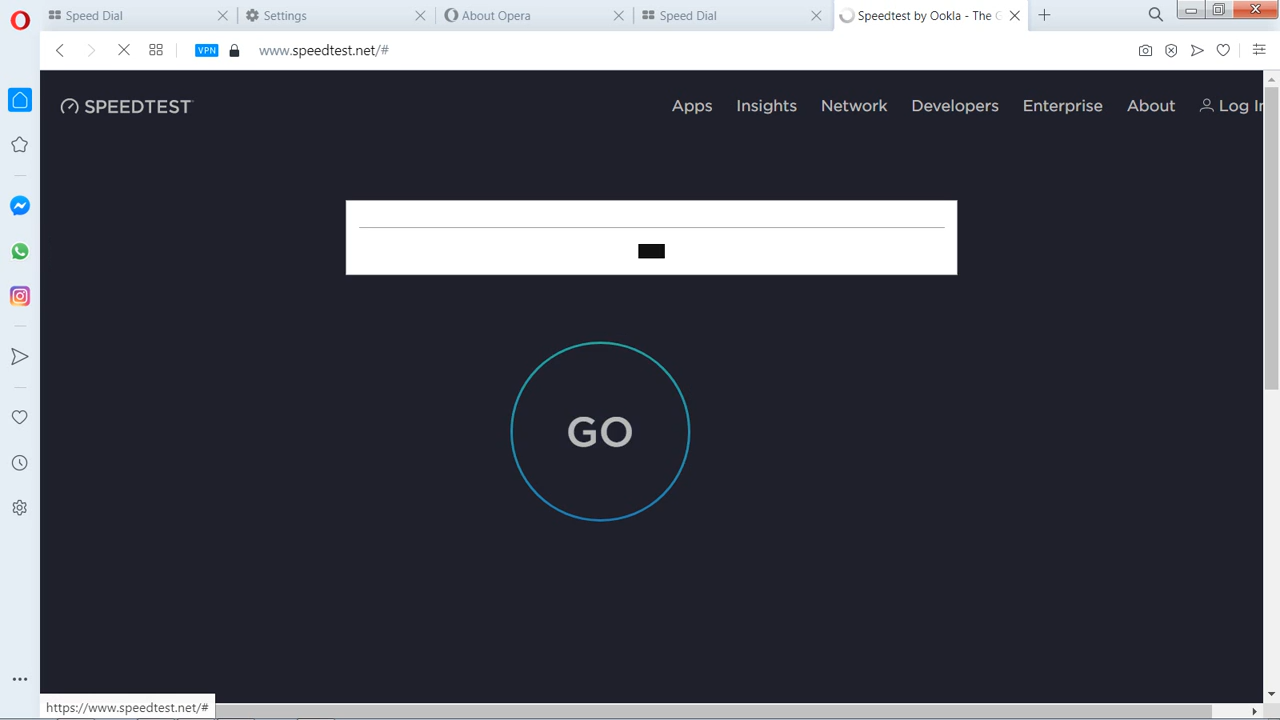 Speed Dial
Settings
About Opera
Speed Dial
Speedtest by Ookla - The G
VPN
www.speedtest.net/#
SPEEDTEST
Apps
Insights
Network
Developers
Enterprise
About
Log In
GO
https://www.speedtest.net/#